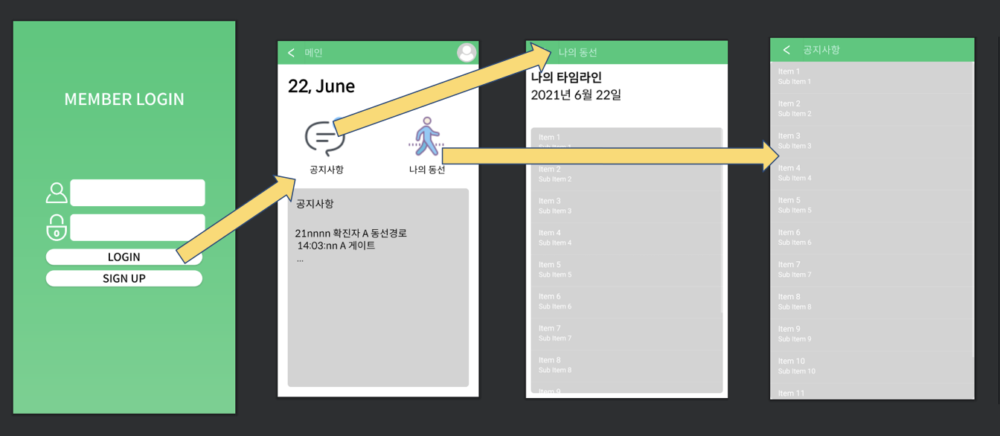 MEMBER LOGIN
LOGIN
SIGN UP
메인
22, June
공지사항
나의 동선
공지사항
21nnnn 확진자 A 동선경로
14:03:nn A 게이트
...
나의 동선
나의 타임라인
2021년 6월 22일
Item 1
Sub Item 1
Item 2
Sub Item 2
Item 3
Sub Item 3
Item 4
Sub Item 4
Item 5
Sub Item 5
Item 6
Sub Item 6
Item 7
Sub Item 7
Item 8
Sub Item 8
Item 9
공지사항
Item 1
Sub Item 1
Item 2
Sub Item 2
Item 3
Sub Item 3
Item 4
Sub Item 4
Item 5
Sub Item 5
Item 6
Sub Item 6
Item 7
Sub Item 7
Item 8
Sub Item 8
Item 9
Sub Item 9
Item 10
Sub Item 10
Item 11